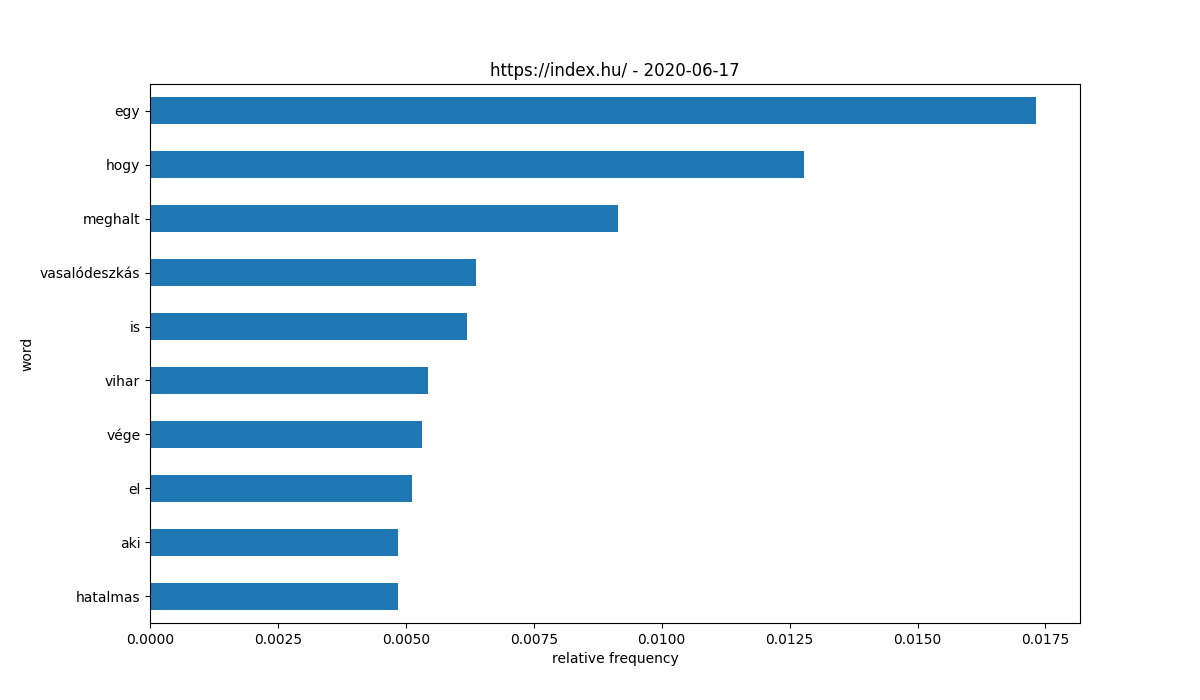 https://index.hu/ - 2020-06-17
egy
hogy
meghalt
vasalódeszkás
is
vihar
vége
el
aki
hatalmas
word
0.0000 0.0025 0.0050 0.0075 0.0100 0.0125 0.0150 0.0175
relative frequency